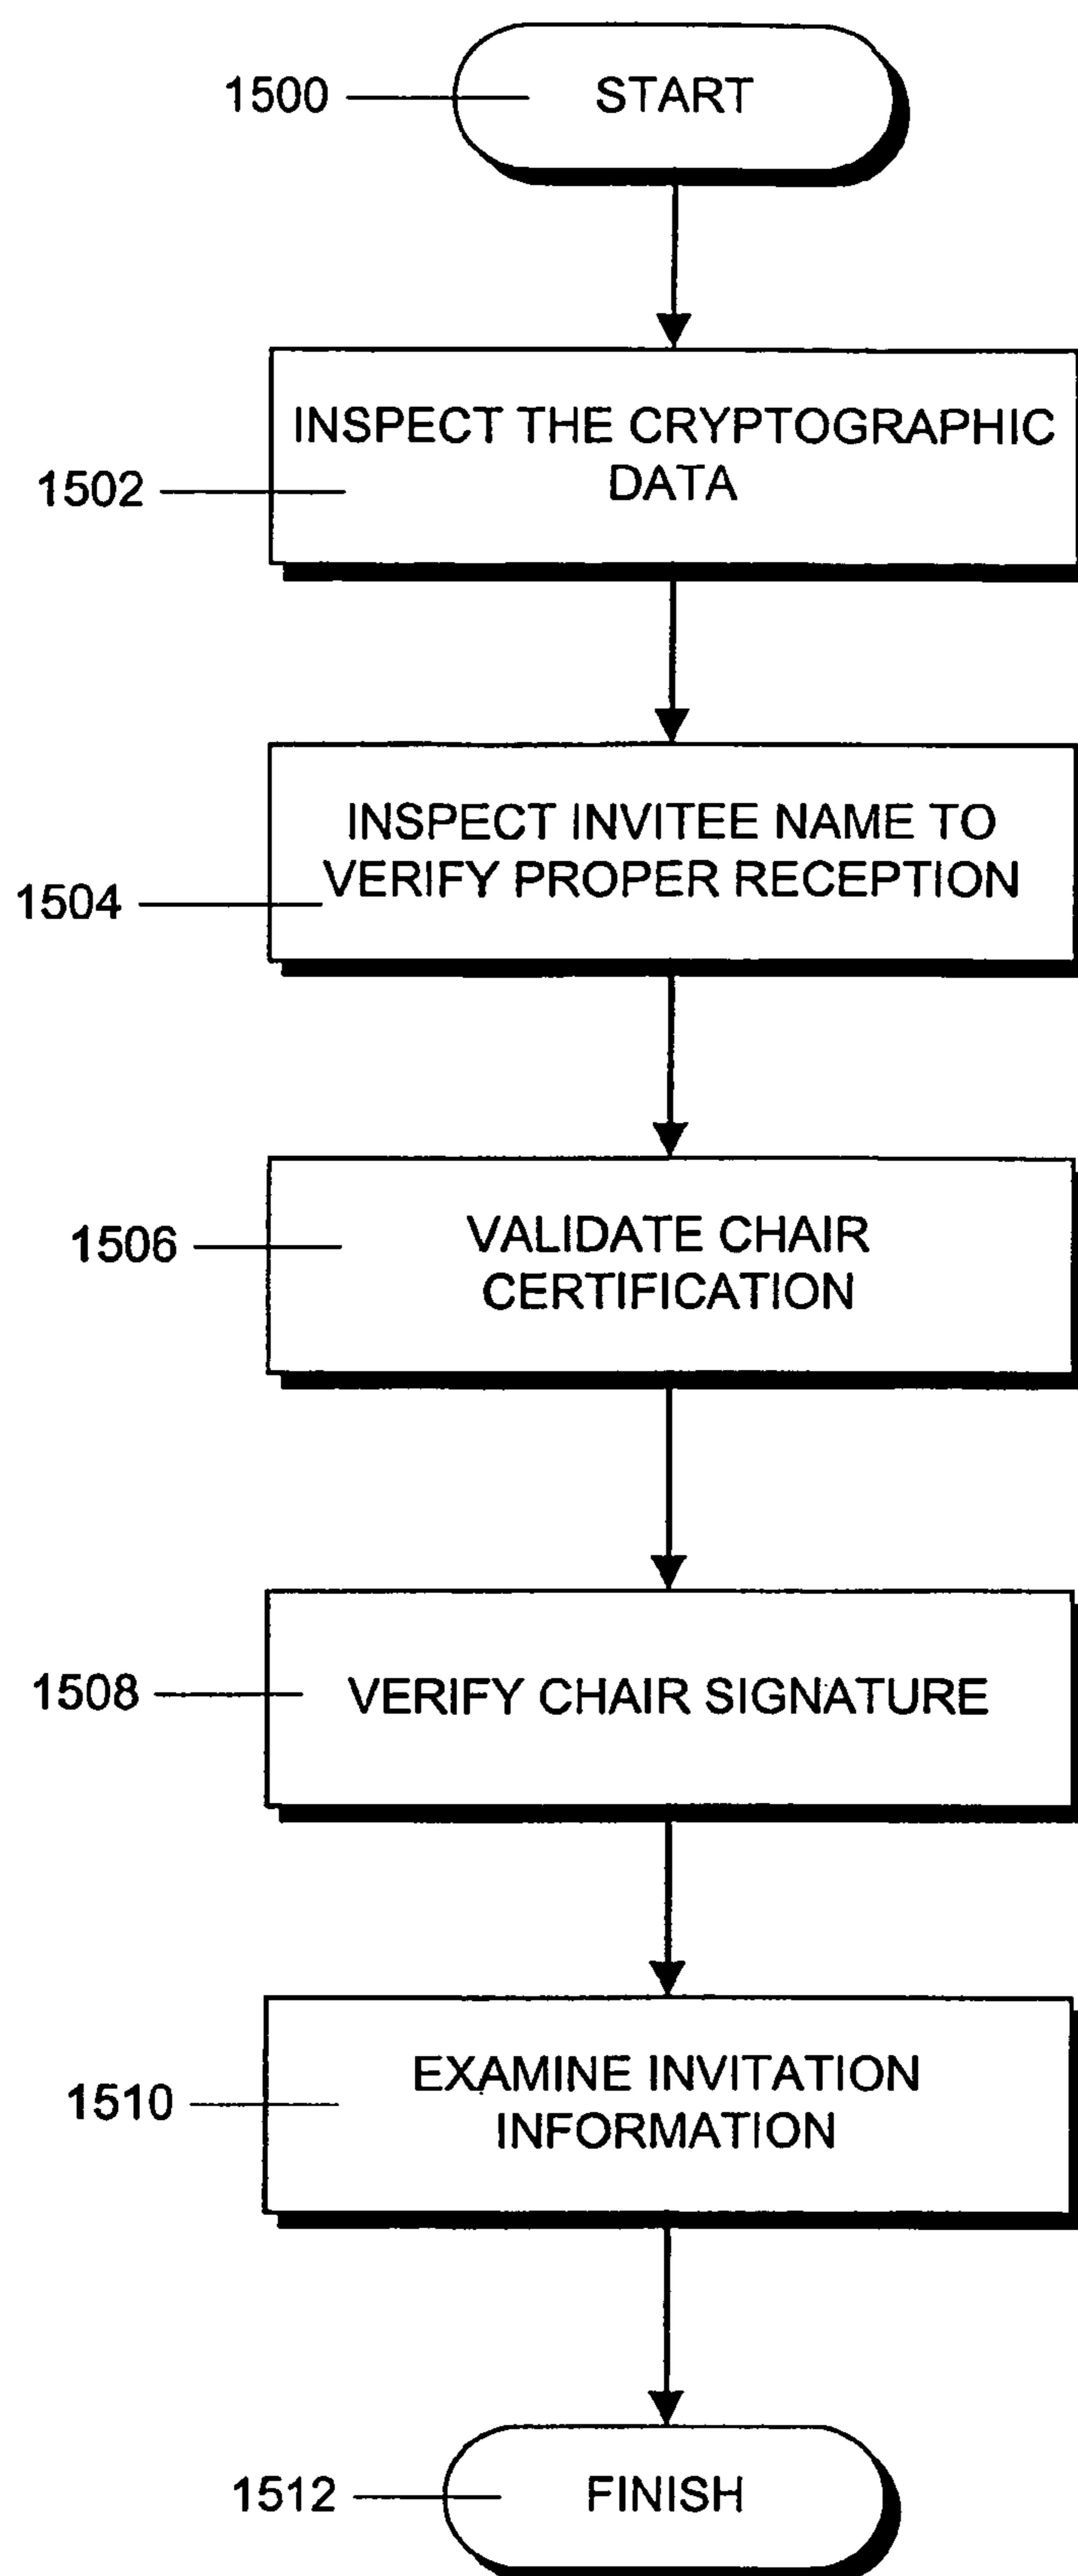 1500
START
INSPECT THE CRYPTOGRAPHIC
DATA
1502
INSPECT INVITEE NAME TO
VERIFY PROPER RECEPTION
1504
VALIDATE CHAIR
CERTIFICATION
1506
VERIFY CHAIR SIGNATURE
1508
EXAMINE INVITATION
INFORMATION
1510
FINISH
1512